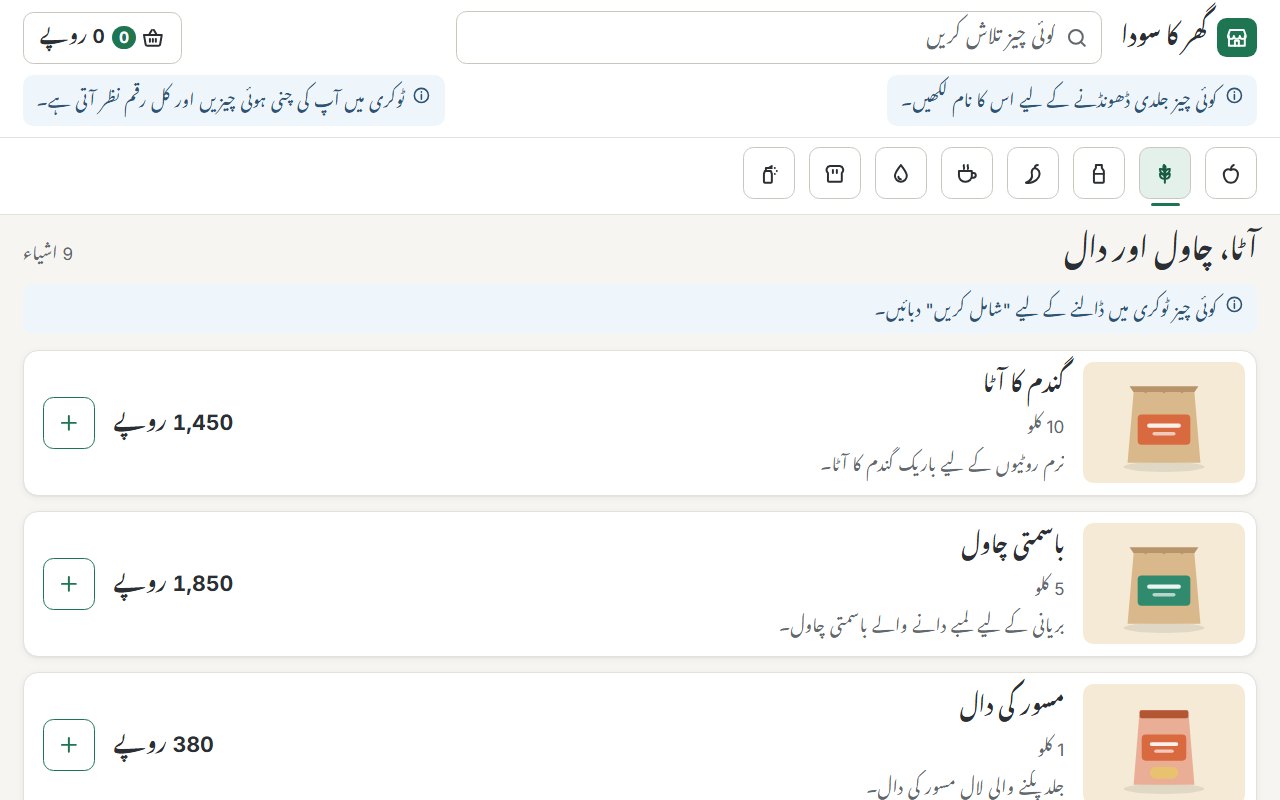 گھر کا سودا
کوئی چیز تلاش کریں
0 0 روپے
کوئی چیز جلدی ڈھونڈنے کے لیے اس کا نام لکھیں۔
ٹوکری میں آپ کی چنی ہوئی چیزیں اور کل رقم نظر آتی ہے۔
آٹا، چاول اور دال
9 اشیاء
کوئی چیز ٹوکری میں ڈالنے کے لیے "شامل کریں" دبائیں۔
گندم کا آٹا
10 کلو
نرم روٹیوں کے لیے باریک گندم کا آٹا۔
1,450 روپے
باسمتی چاول
5 کلو
بریانی کے لیے لمبے دانے والے باسمتی چاول۔
1,850 روپے
مسور کی دال
1 کلو
جلد پکنے والی لال مسور کی دال۔
380 روپے